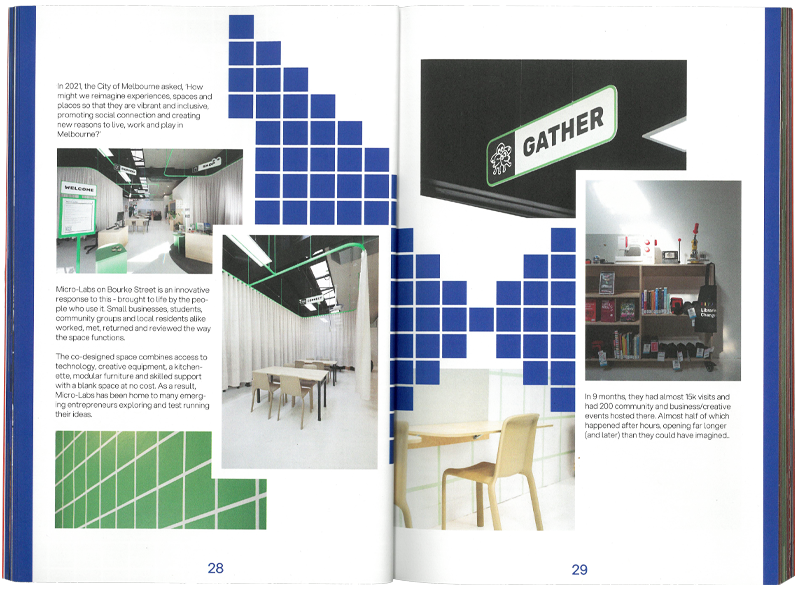 In 2021, the City of Melbourne asked, 'How
might we reimagine experiences, spaces and
places so that they are vibrant and inclusive,
promoting social connection and creating
new reasons to live, work and play in
Melbourne?'
WELCOME
Micro-Labs on Bourke Street is an innovative
response to this - brought to life by the peo-
ple who use it. Small businesses, students,
community groups and local residents alike
worked, met, returned and reviewed the way
the space functions.
The co-designed space combines access to
technology, creative equipment, a kitchen-
ette, modular furniture and skilled support
with a blank space at no cost. As a result,
Micro-Labs has been home to many emerg-
ing entrepreneurs exploring and test running
their ideas.
28
GATHER
In 9 months, they had almost 15k visits and
had 200 community and business/creative
events hosted there. Almost half of which
happened after hours, opening far longer
(and later) than they could have imagined..
29